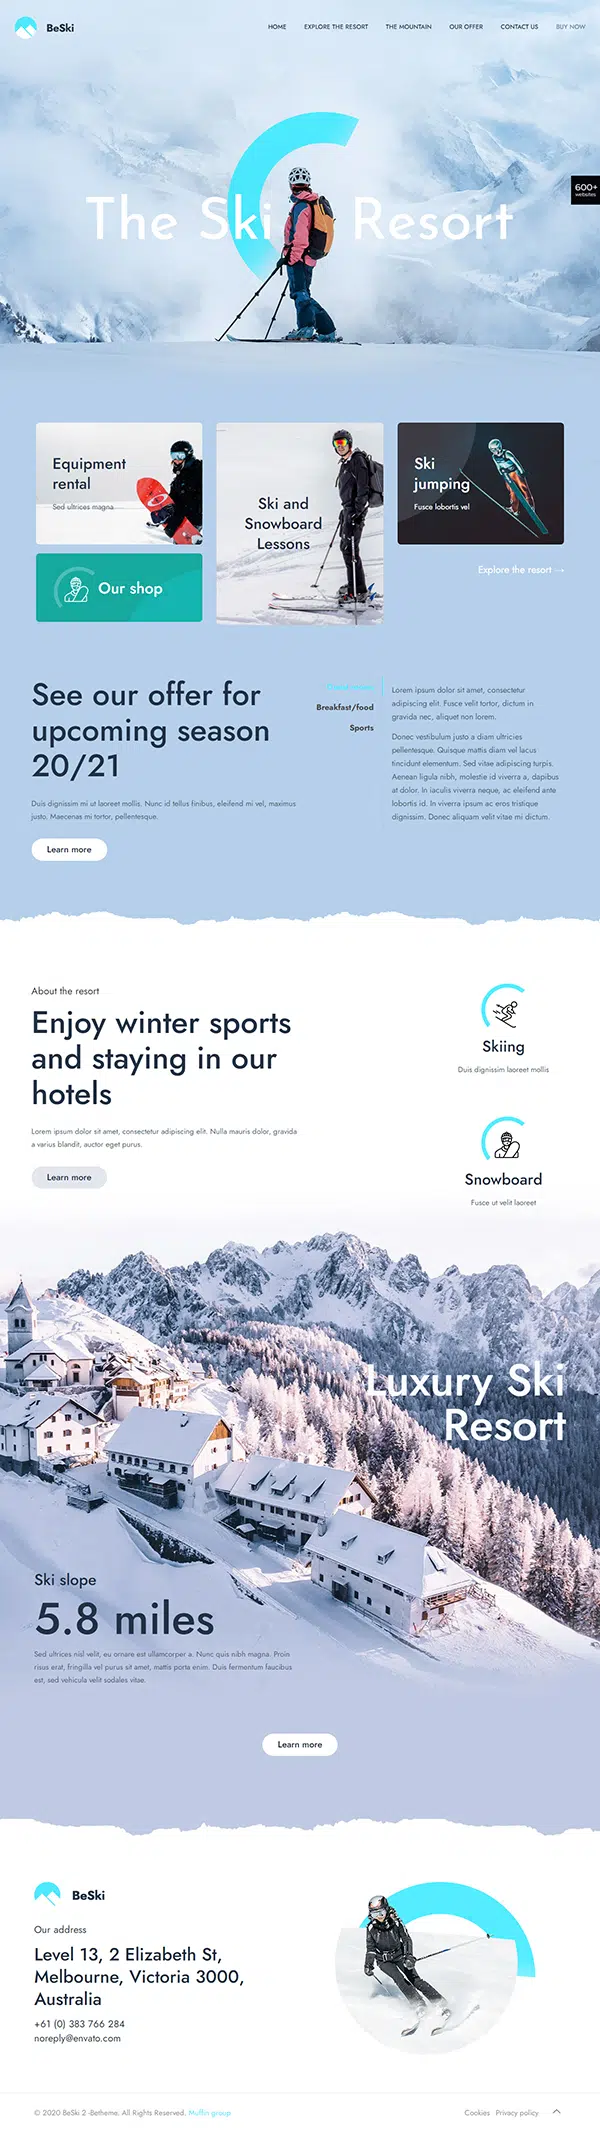 BeSki
HOME
EXPLORE THE RESORT
THE MOUNTAIN
OUR OFFER
CONTACT US
BUY NOW
600+
websites
The Ski Resort
Equipment
rental
Sed ultrices magna
Ski and
Snowboard
Lessons
Ski
jumping
Fusce lobortis vel
Our shop
Explore the resort →
See our offer for
upcoming season
20/21
Duis dignissim mi ut laoreet mollis. Nunc id tellus finibus, eleifend mi vel, maximus
justo. Maecenas mi tortor, pellentesque.
Learn more
Breakfast/food
Sports
Lorem ipsum dolor sit amet, consectetur
adipiscing elit. Fusce velit tortor, dictum in
gravida nec, aliquet non lorem.
Donec vestibulum justo a diam ultricies
pellentesque. Quisque mattis diam vel lacus
tincidunt elementum. Sed vitae adipiscing turpis.
Aenean ligula nibh, molestie id viverra a, dapibus
at dolor. In iaculis viverra neque, ac eleifend ante
lobortis id. In viverra ipsum ac eros tristique
dignissim. Donec aliquam velit vitae mi dictum.
About the resort
Enjoy winter sports
and staying in our
hotels
Lorem ipsum dolor sit amet, consectetur adipiscing elit. Nulla mauris dolor, gravida
a varius blandit, auctor eget purus.
Learn more
Skiing
Duis dignissim laoreet mollis
Snowboard
Fusce ut velit laoreet
Luxury Ski
Resort
Ski slope
5.8 miles
Sed ultrices nisl velit, eu ornare est ullamcorper a. Nunc quis nibh magna. Proin
risus erat, fringilla vel purus sit amet, mattis porta enim. Duis fermentum faucibus
est, sed vehicula velit sodales vitae.
Learn more
BeSki
Our address
Level 13, 2 Elizabeth St,
Melbourne, Victoria 3000,
Australia
+61 (0) 383 766 284
noreply@envato.com
© 2020 BeSki 2 -Betheme. All Rights Reserved. Muffin group
Cookies
Privacy policy